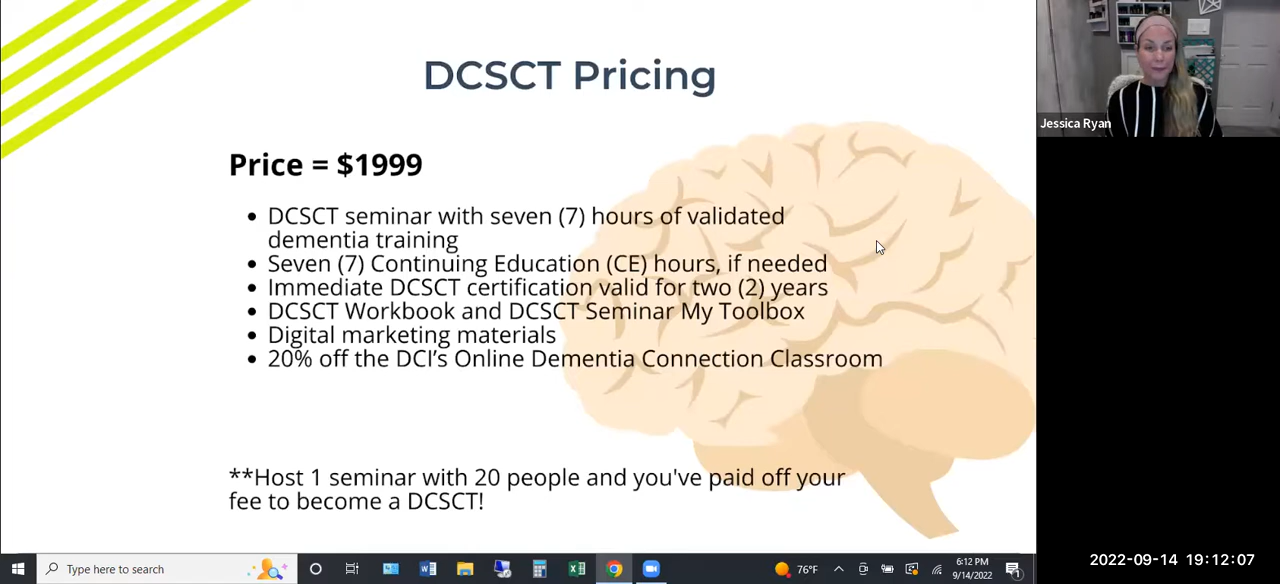 DCSCT Pricing
Price = $1999
• DCSCT seminar with seven (7) hours of validated
dementia training
• Seven (7) Continuing Education (CE) hours, if needed
• Immediate DCSCT certification valid for two (2) years
• DCSCT Workbook and DCSCT Seminar My Toolbox
• Digital marketing materials
• 20% off the DCI’s Online Dementia Connection Classroom
**Host 1 seminar with 20 people and you've paid off your
fee to become a DCSCT!
Jessica Ryan
Type here to search
76°F
6:12 PM
9/14/2022
1
2022-09-14 19:12:07